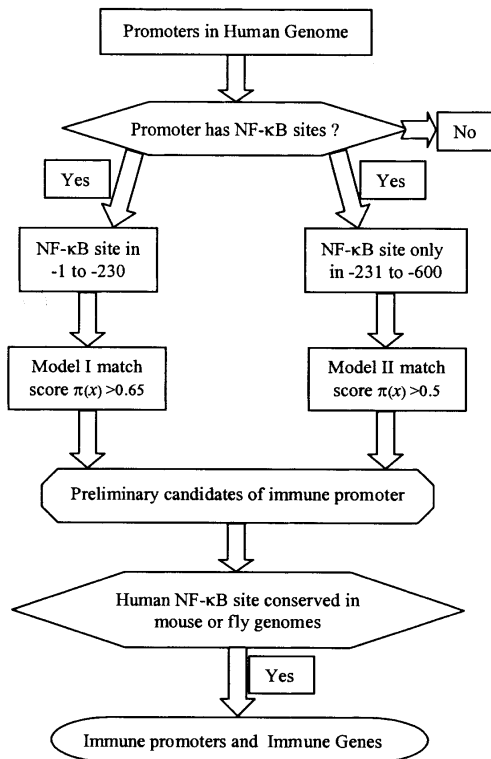 Promoters in Human Genome
Promoter has NF-κB sites ?
No
Yes
Yes
NF-κB site in
-1 to -230
NF-κB site only
in -231 to -600
Model I match
score π(x) >0.65
Model II match
score π(x) >0.5
Preliminary candidates of immune promoter
Human NF-κB site conserved in
mouse or fly genomes
Yes
Immune promoters and Immune Genes